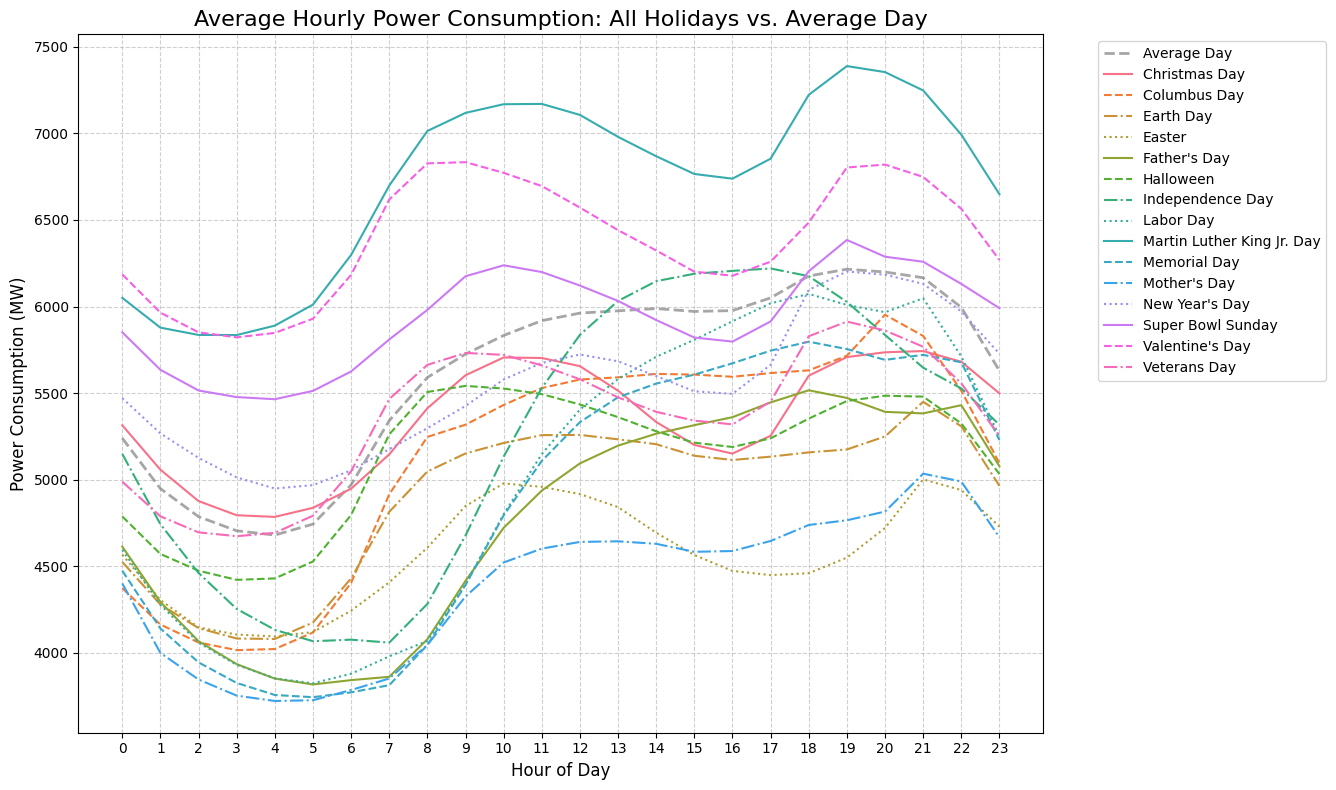 Average Hourly Power Consumption: All Holidays vs. Average Day
Power Consumption (MW)
7500
7000
6500
6000
5500
5000
4500
4000
0 1 2 3 4 5 6 7 8 9 10 11 12 13 14 15 16 17 18 19 20 21 22 23
Hour of Day
Average Day
Christmas Day
Columbus Day
Earth Day
Easter
Father's Day
Halloween
Independence Day
Labor Day
Martin Luther King Jr. Day
Memorial Day
Mother's Day
New Year's Day
Super Bowl Sunday
Valentine's Day
Veterans Day